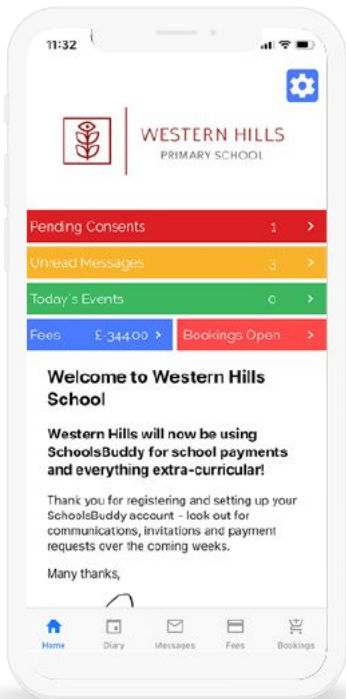 11:32
WESTERN HILLS
PRIMARY SCHOOL
Pending Consents 1 >
Unread Messages 3 >
Today's Events 0 >
Fees £-344.00 > Bookings Open >
Welcome to Western Hills
School
Western Hills will now be using
SchoolsBuddy for school payments
and everything extra-curricular!
Thank you for registering and setting up your
SchoolsBuddy account – look out for
communications, invitations and payment
requests over the coming weeks.
Many thanks,
Home Diary Messages Fees Bookings